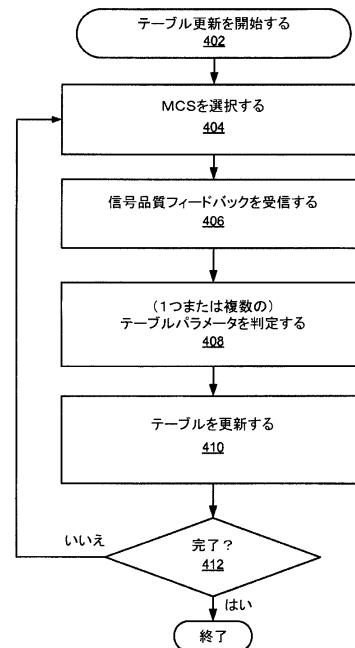 テーブル更新を開始する
402
MCSを選択する
404
信号品質フィードバックを受信する
406
(1つまたは複数の)
テーブルパラメータを判定する
408
テーブルを更新する
410
いいえ
完了?
412
はい
終了